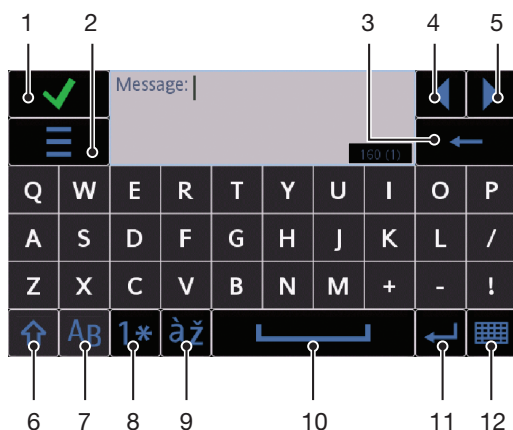 1 2 3 4 5
Message:
160 (1)
Q W E R T Y U I O P
A S D F G H J K L /
Z X C V B N M + - !
AB 1* àž
6 7 8 9 10 11 12